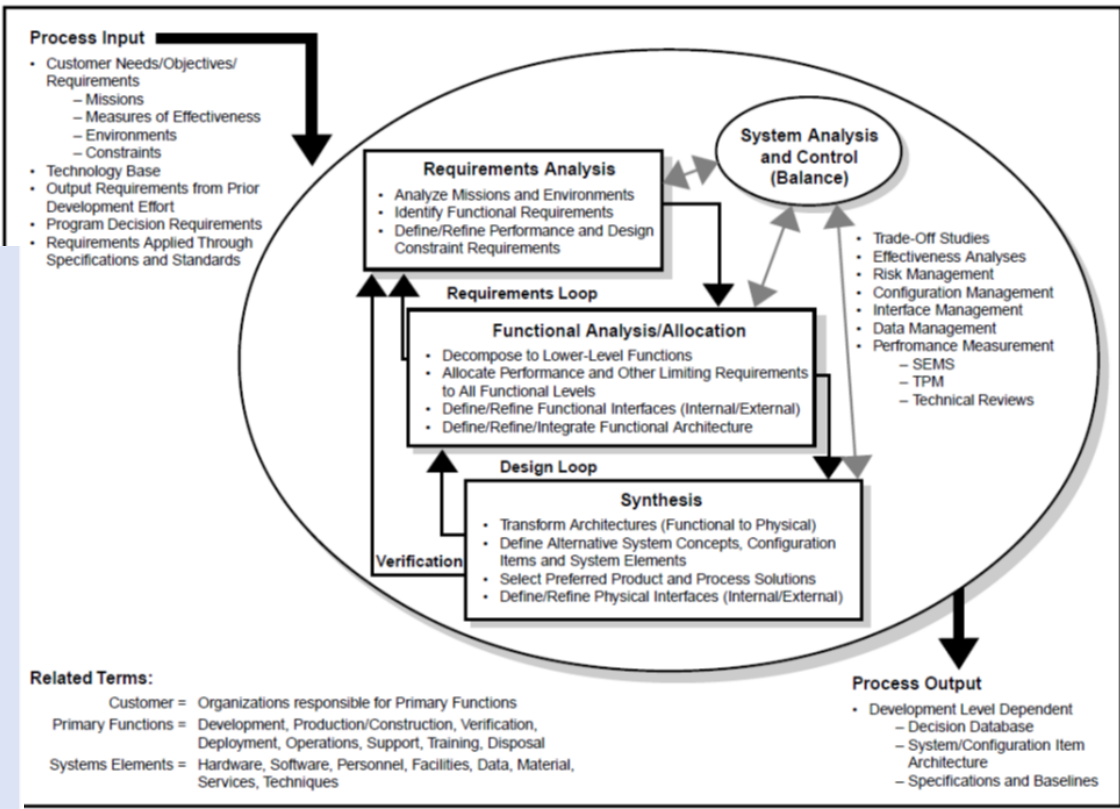 Process Input
• Customer Needs/Objectives/
Requirements
– Missions
– Measures of Effectiveness
– Environments
– Constraints
• Technology Base
• Output Requirements from Prior
Development Effort
• Program Decision Requirements
• Requirements Applied Through
Specifications and Standards
System Analysis
and Control
(Balance)
Requirements Analysis
• Analyze Missions and Environments
• Identify Functional Requirements
• Define/Refine Performance and Design
Constraint Requirements
• Trade-Off Studies
• Effectiveness Analyses
• Risk Management
• Configuration Management
• Interface Management
• Data Management
• Perfromance Measurement
– SEMS
– TPM
– Technical Reviews
Requirements Loop
Functional Analysis/Allocation
• Decompose to Lower-Level Functions
• Allocate Performance and Other Limiting Requirements
to All Functional Levels
• Define/Refine Functional Interfaces (Internal/External)
• Define/Refine/Integrate Functional Architecture
Design Loop
Synthesis
• Transform Architectures (Functional to Physical)
• Define Alternative System Concepts, Configuration
Items and System Elements
• Select Preferred Product and Process Solutions
• Define/Refine Physical Interfaces (Internal/External)
Verification
Related Terms:
Customer = Organizations responsible for Primary Functions
Primary Functions = Development, Production/Construction, Verification,
Deployment, Operations, Support, Training, Disposal
Systems Elements = Hardware, Software, Personnel, Facilities, Data, Material,
Services, Techniques
Process Output
• Development Level Dependent
– Decision Database
– System/Configuration Item
Architecture
– Specifications and Baselines